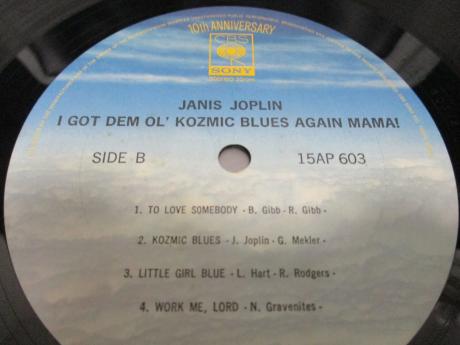 10th ANNIVERSARY
CBS
SONY
JANIS JOPLIN
I GOT DEM OL' KOZMIC BLUES AGAIN MAMA!
SIDE B
15AP 603
1. TO LOVE SOMEBODY - B. Gibb - R. Gibb -
2. KOZMIC BLUES - J. Joplin - G. Mekler -
3. LITTLE GIRL BLUE - L. Hart - R. Rodgers -
4. WORK ME, LORD - N. Gravenites -